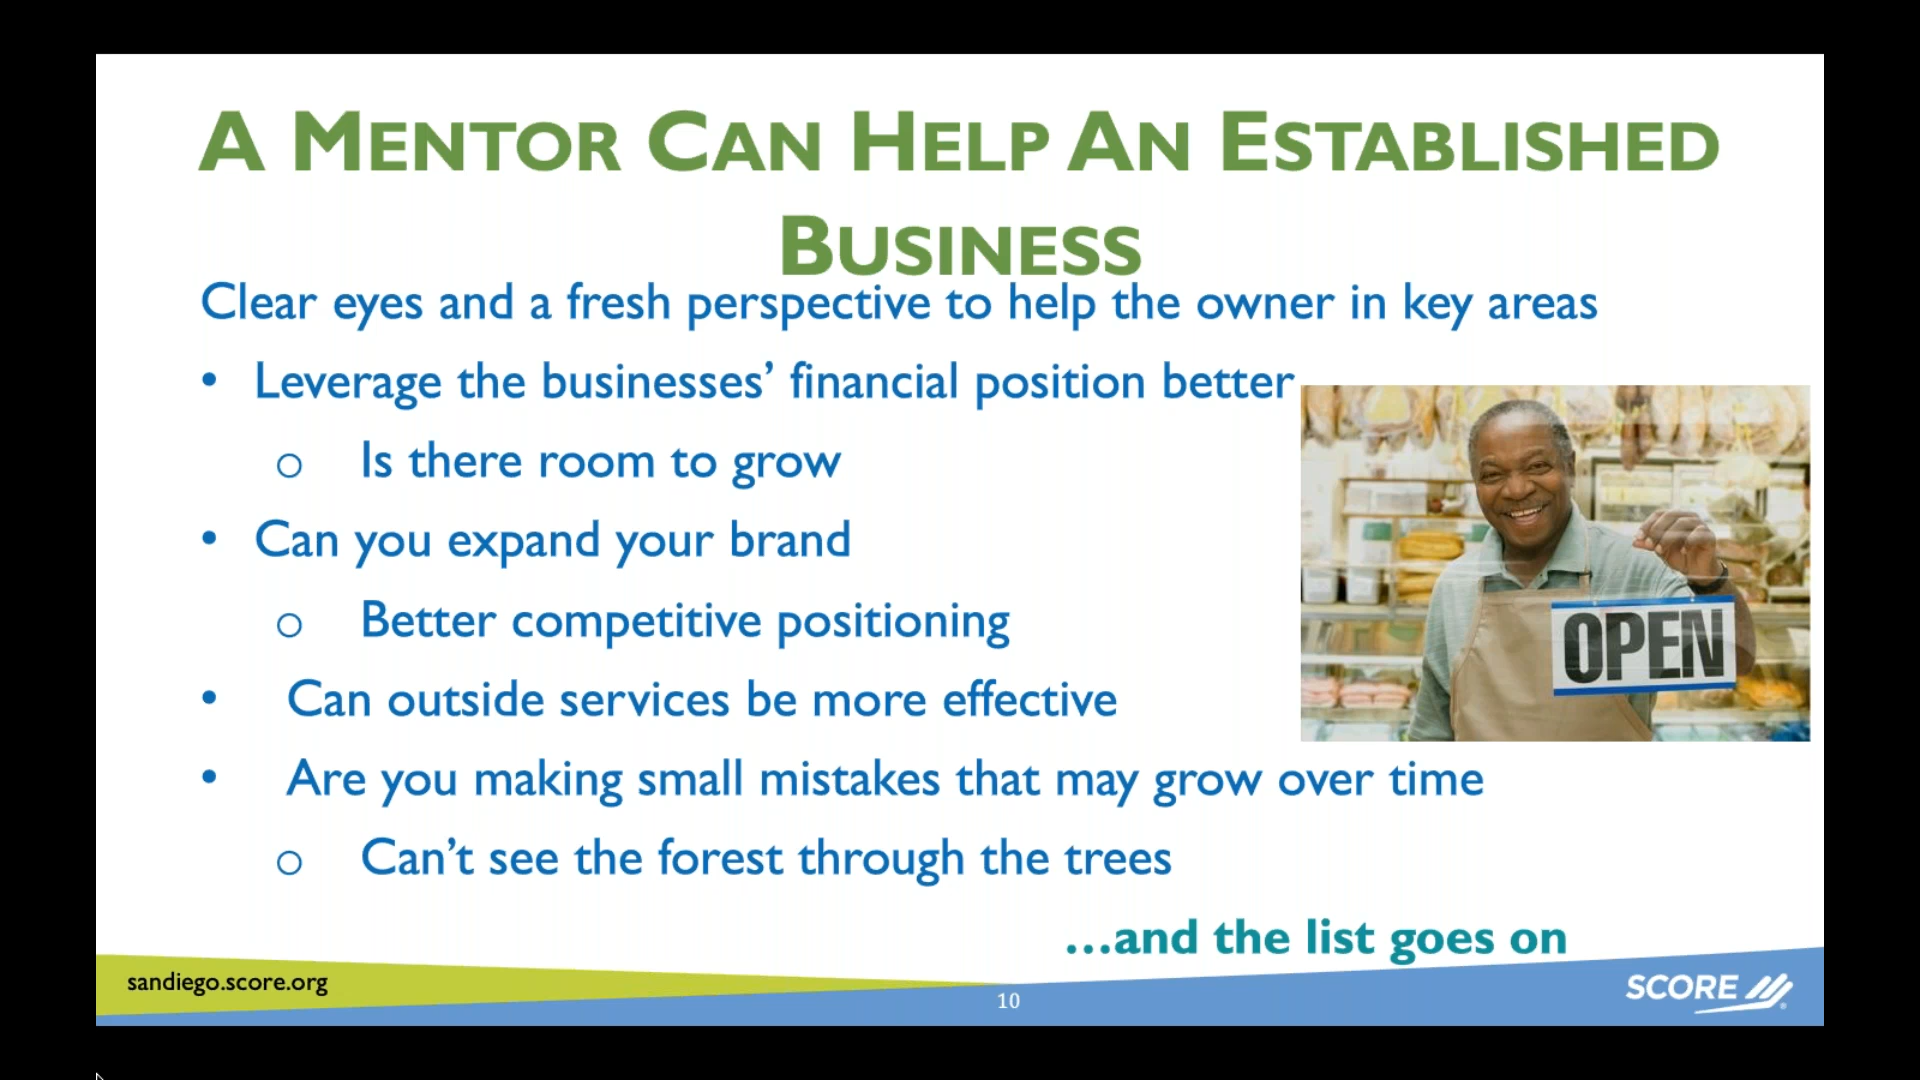 A MENTOR CAN HELP AN ESTABLISHED
BUSINESS
Clear eyes and a fresh perspective to help the owner in key areas
• Leverage the businesses’ financial position better
o Is there room to grow
• Can you expand your brand
o Better competitive positioning
• Can outside services be more effective
• Are you making small mistakes that may grow over time
o Can’t see the forest through the trees
OPEN
...and the list goes on
sandiego.score.org
10
SCORE